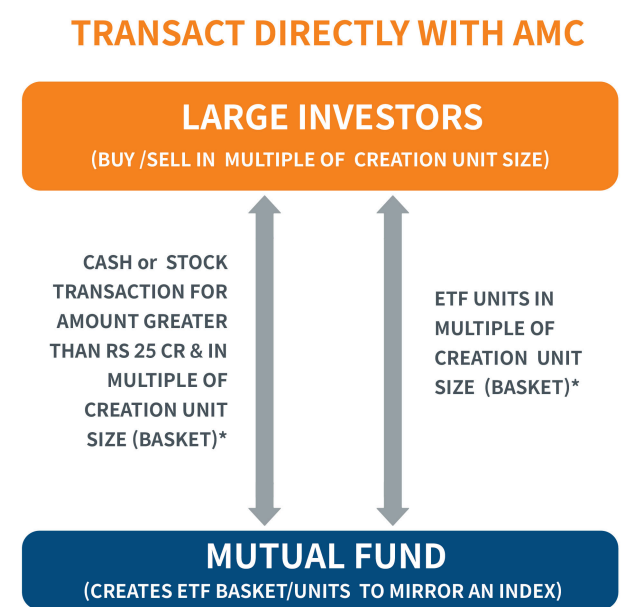 TRANSACT DIRECTLY WITH AMC
LARGE INVESTORS
(BUY /SELL IN MULTIPLE OF CREATION UNIT SIZE)
CASH or STOCK
TRANSACTION FOR
AMOUNT GREATER
THAN RS 25 CR & IN
MULTIPLE OF
CREATION UNIT
SIZE (BASKET)*
ETF UNITS IN
MULTIPLE OF
CREATION UNIT
SIZE (BASKET)*
MUTUAL FUND
(CREATES ETF BASKET/UNITS TO MIRROR AN INDEX)